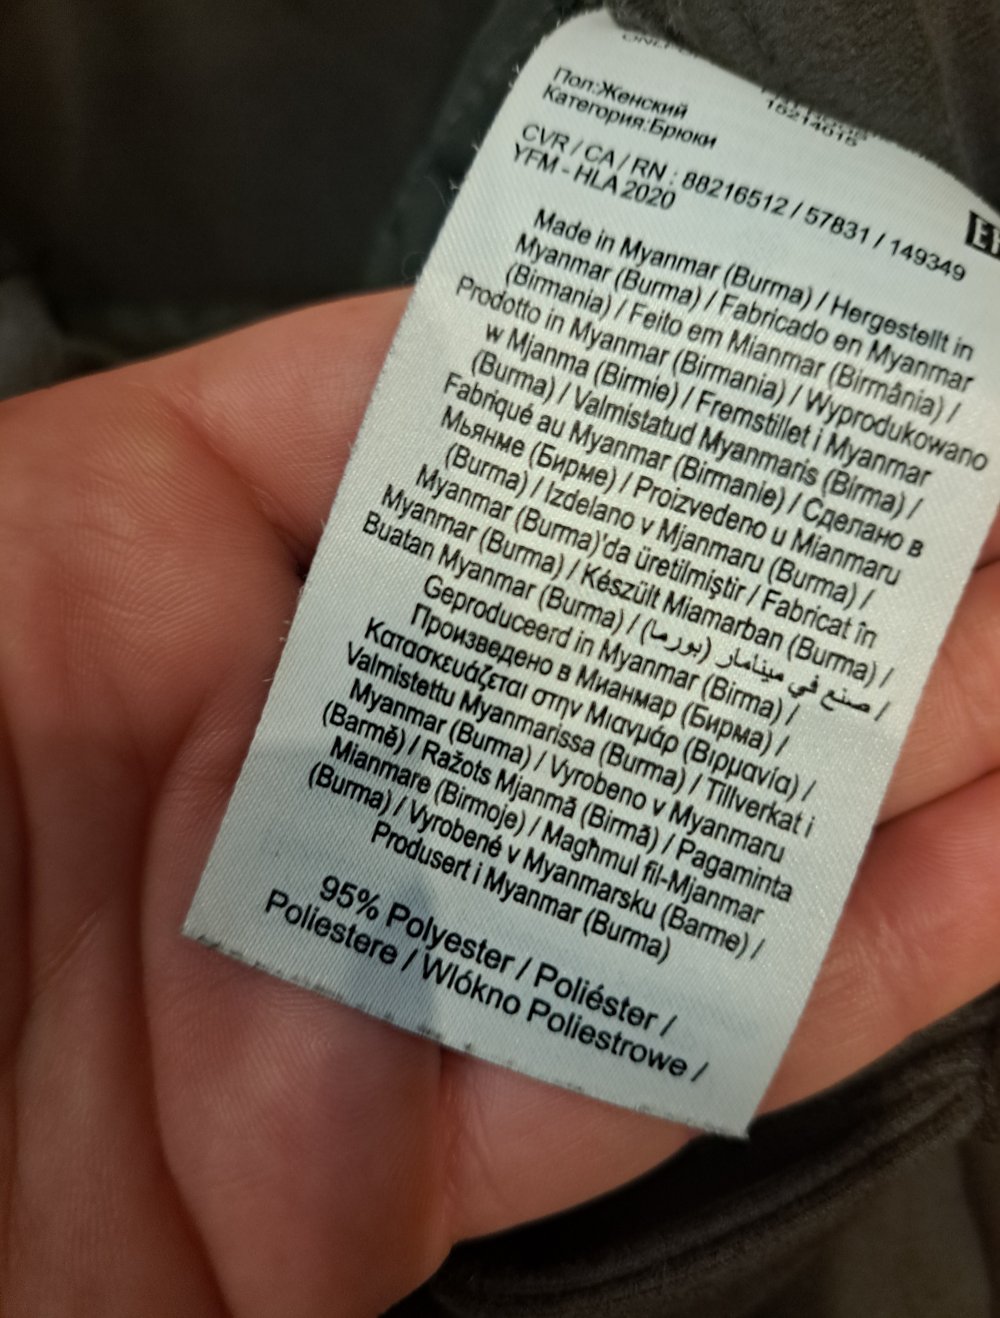 15214615
Пол:Женский
Категория:Брюки
CVR / CA / RN : 88216512 / 57831 / 149349
YFM - HLA 2020
Made in Myanmar (Burma) / Hergestellt in
Myanmar (Burma) / Fabricado en Myanmar
(Birmania) / Feito em Mianmar (Birmânia) /
Prodotto in Myanmar (Birmania) / Wyprodukowano
w Mjanma (Birmie) / Fremstillet i Myanmar
(Burma) / Valmistatud Myanmaris (Birma) /
Fabriqué au Myanmar (Birmanie) / Сделано в
Мьянме (Бирме) / Proizvedeno u Mianmaru
(Burma) / Izdelano v Mjanmaru (Burma) /
Myanmar (Burma)'da üretilmiştir / Fabricat în
Myanmar (Burma) / Készült Miamarban (Burma) /
Buatan Myanmar (Burma) / صنع في مينامار (بورما) /
Geproduceerd in Myanmar (Birma) /
Произведено в Мианмар (Бирма) /
Κατασκευάζεται στην Μιανμάρ (Βιρμανία) /
Valmistettu Myanmarissa (Burma) / Tillverkat i
Myanmar (Burma) / Vyrobeno v Myanmaru
(Barmě) / Ražots Mjanmā (Birmā) / Pagaminta
Mianmare (Birmoje) / Magħmul fil-Mjanmar
(Burma) / Vyrobené v Myanmarsku (Barme) /
Produsert i Myanmar (Burma)
95% Polyester / Poliéster /
Poliestere / Wlókno Poliestrowe /